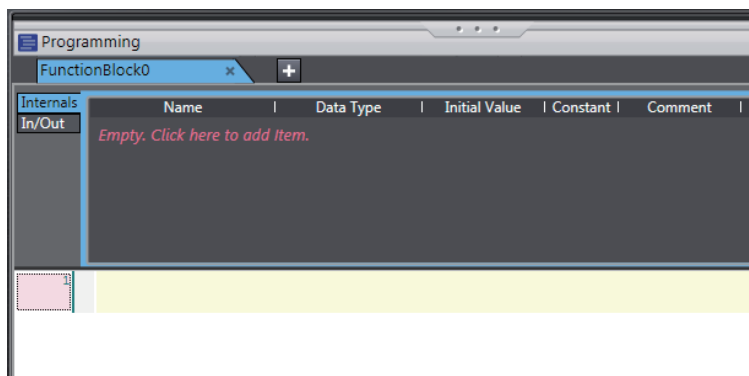 Programming
FunctionBlock0
Internals
In/Out
Name Data Type Initial Value Constant Comment
Empty. Click here to add Item.
1